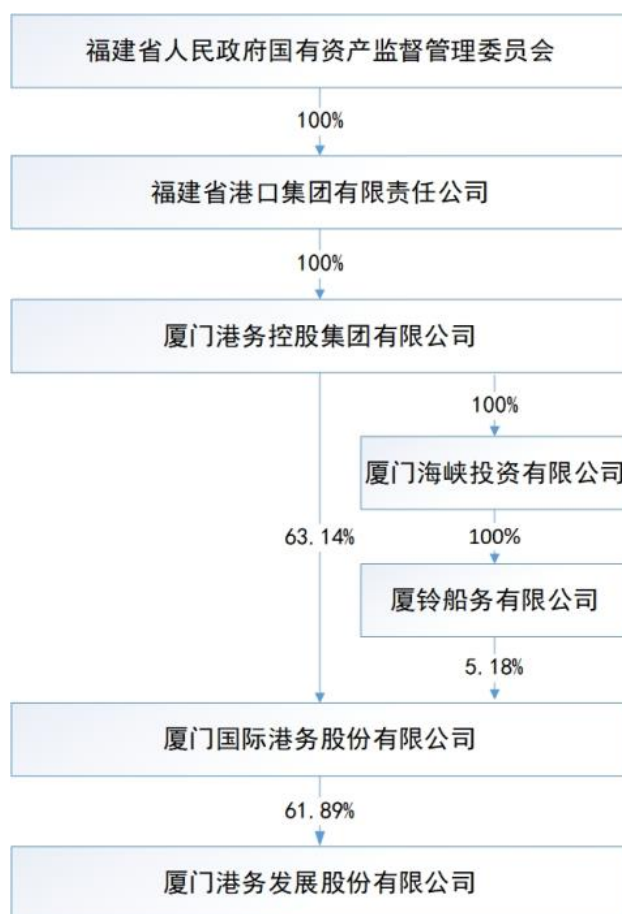 福建省人民政府国有资产监督管理委员会
100%
福建省港口集团有限责任公司
100%
厦门港务控股集团有限公司
100%
厦门海峡投资有限公司
63.14%
100%
厦铃船务有限公司
5.18%
厦门国际港务股份有限公司
61.89%
厦门港务发展股份有限公司